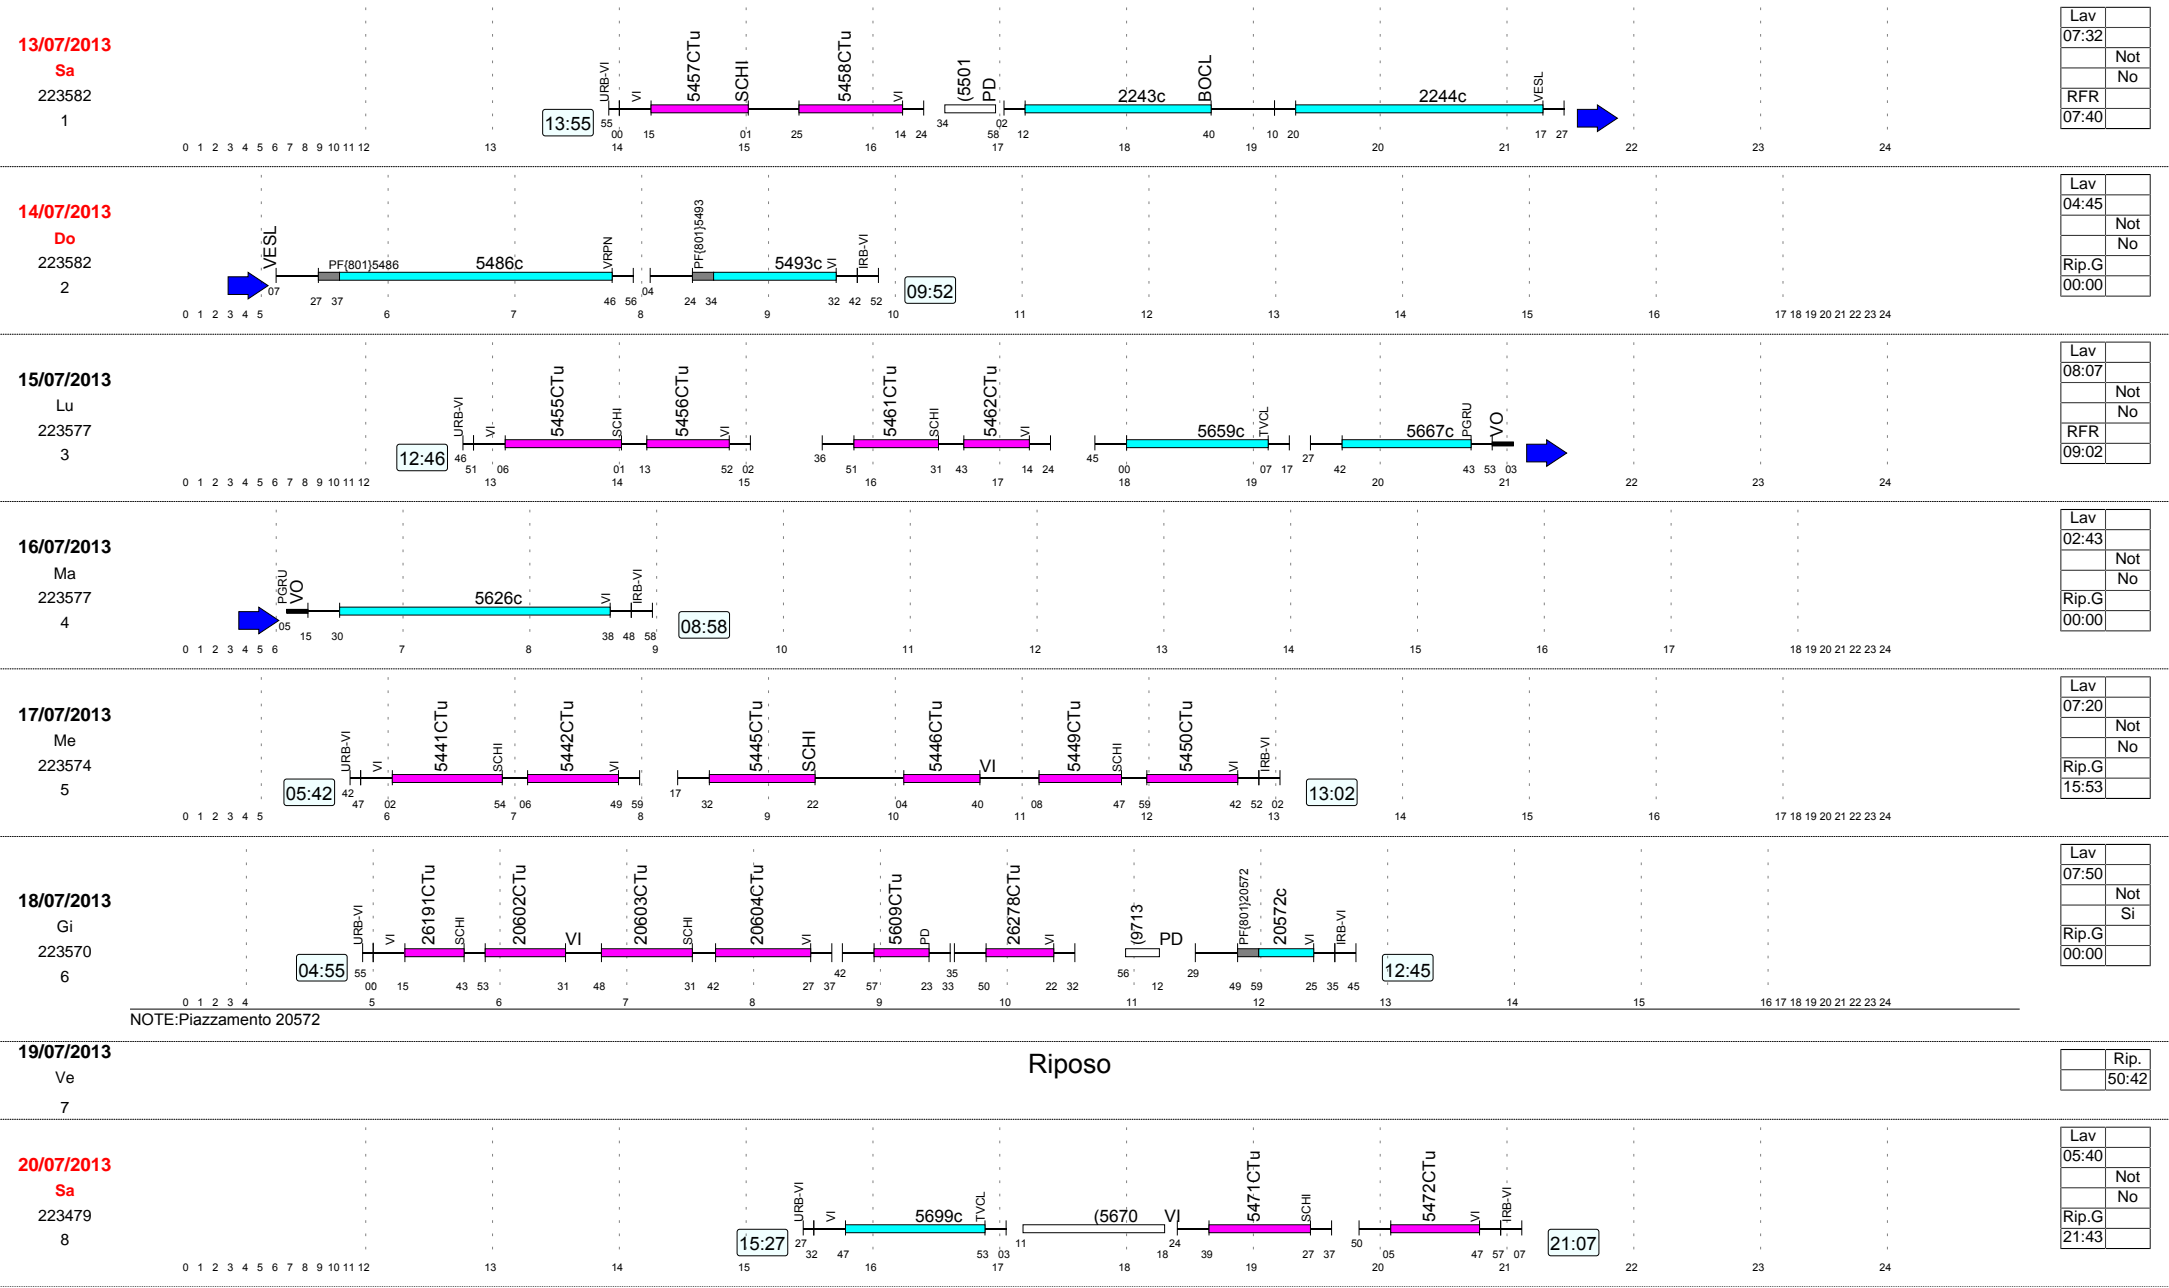 13/07/2013
Sa
223582
1
13:55
URB-VI VI 5457CTu SCHI 5458CTu VI (5501 PD 2243c BOCL 2244c VESL
55 00 15 01 25 14 24 34 58 02 12 40 10 20 17 27
0 1 2 3 4 5 6 7 8 9 10 11 12 13 14 15 16 17 18 19 20 21 22 23 24
Lav
07:32
Not
No
RFR
07:40
14/07/2013
Do
223582
2
VESL PF{801}5486 5486c VRPN PF{801}5493 5493c VI IRB-VI
07 27 37 46 56 04 24 34 32 42 52
09:52
0 1 2 3 4 5 6 7 8 9 10 11 12 13 14 15 16 17 18 19 20 21 22 23 24
Lav
04:45
Not
No
Rip.G
00:00
15/07/2013
Lu
223577
3
12:46
URB-VI VI 5455CTu SCHI 5456CTu VI 5461CTu SCHI 5462CTu VI 5659c TVCL 5667c PGRU VO
46 51 06 01 13 52 02 36 51 31 43 14 24 45 00 07 17 27 42 43 53 03
0 1 2 3 4 5 6 7 8 9 10 11 12 13 14 15 16 17 18 19 20 21 22 23 24
Lav
08:07
Not
No
RFR
09:02
16/07/2013
Ma
223577
4
PGRU VO 5626c VI IRB-VI
05 15 30 38 48 58
08:58
0 1 2 3 4 5 6 7 8 9 10 11 12 13 14 15 16 17 18 19 20 21 22 23 24
Lav
02:43
Not
No
Rip.G
00:00
17/07/2013
Me
223574
5
05:42
URB-VI VI 5441CTu SCHI 5442CTu VI 5445CTu SCHI 5446CTu VI 5449CTu SCHI 5450CTu VI IRB-VI
42 47 02 54 06 49 59 17 32 22 04 40 08 47 59 42 52 02
13:02
0 1 2 3 4 5 6 7 8 9 10 11 12 13 14 15 16 17 18 19 20 21 22 23 24
Lav
07:20
Not
No
Rip.G
15:53
18/07/2013
Gi
223570
6
04:55
URB-VI VI 26191CTu SCHI 20602CTu VI 20603CTu SCHI 20604CTu VI 5609CTu PD 26278CTu VI (9713 PD PF{801}20572 20572c VI IRB-VI
55 00 15 43 53 31 48 31 42 27 37 42 57 23 33 35 50 22 32 56 12 29 49 59 25 35 45
12:45
0 1 2 3 4 5 6 7 8 9 10 11 12 13 14 15 16 17 18 19 20 21 22 23 24
NOTE:Piazzamento 20572
Lav
07:50
Not
Si
Rip.G
00:00
19/07/2013
Ve
7
Riposo
Rip.
50:42
20/07/2013
Sa
223479
8
15:27
URB-VI VI 5699c TVCL (5670 VI 5471CTu SCHI 5472CTu VI IRB-VI
27 32 47 53 03 11 18 24 39 27 37 50 05 47 57 07
21:07
0 1 2 3 4 5 6 7 8 9 10 11 12 13 14 15 16 17 18 19 20 21 22 23 24
Lav
05:40
Not
No
Rip.G
21:43